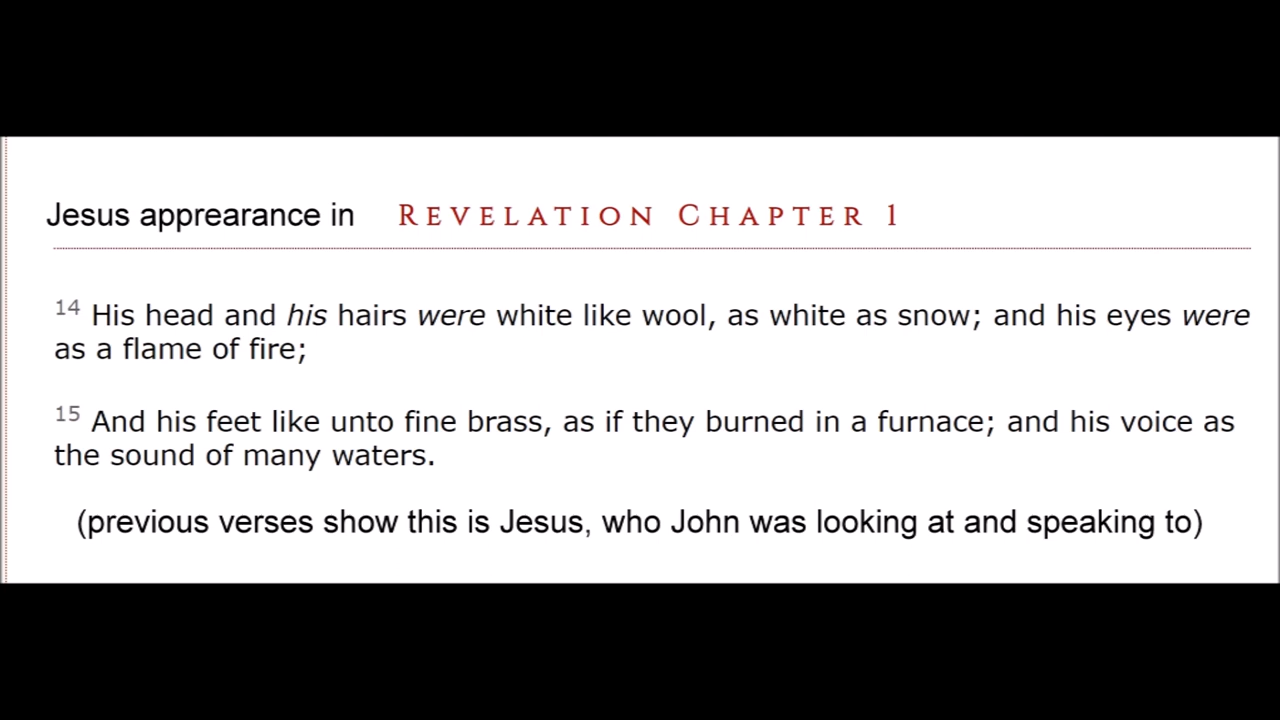 Jesus apprearance in REVELATION CHAPTER 1
14 His head and his hairs were white like wool, as white as snow; and his eyes were
as a flame of fire;
15 And his feet like unto fine brass, as if they burned in a furnace; and his voice as
the sound of many waters.
(previous verses show this is Jesus, who John was looking at and speaking to)